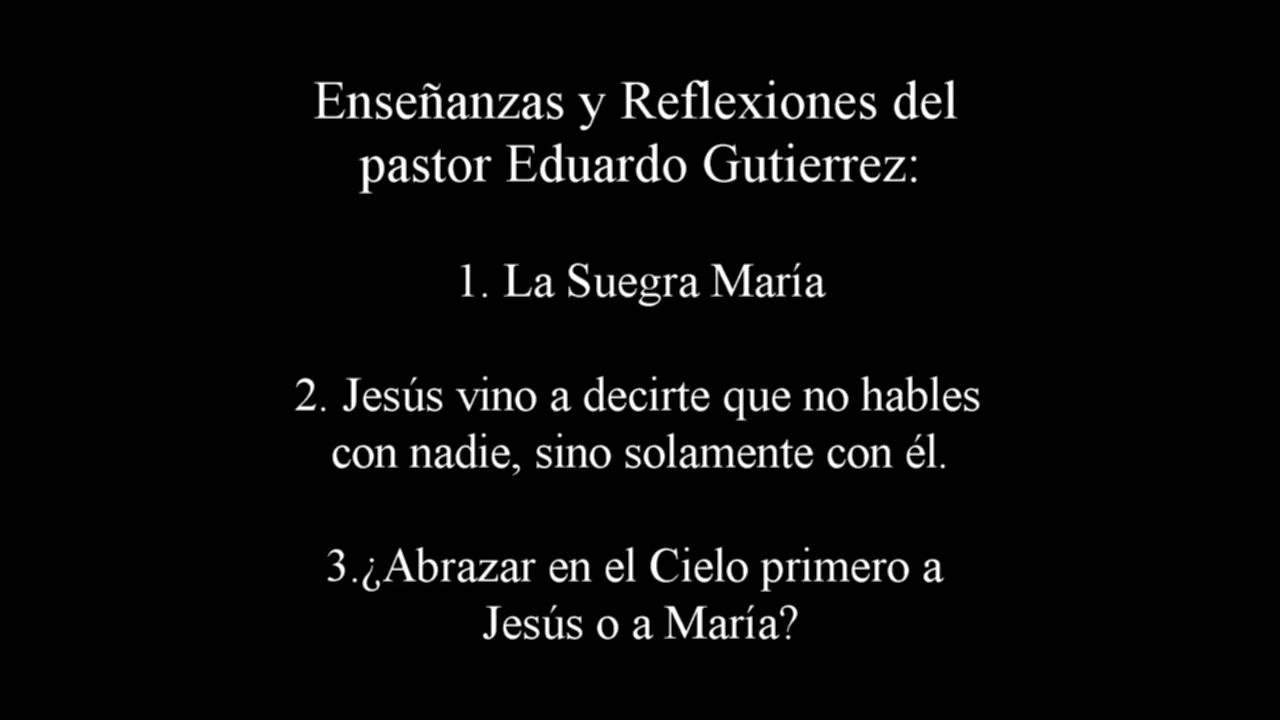 Enseñanzas y Reflexiones del
pastor Eduardo Gutierrez:
1. La Suegra María
2. Jesús vino a decirte que no hables
con nadie, sino solamente con él.
3.¿Abrazar en el Cielo primero a
Jesús o a María?